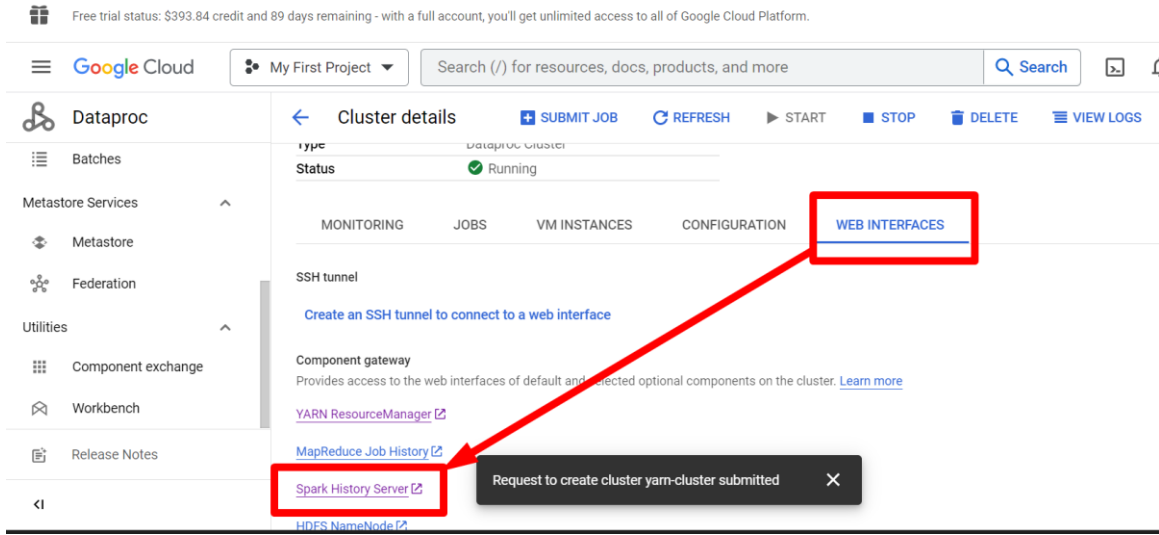 Free trial status: $393.84 credit and 89 days remaining - with a full account, you'll get unlimited access to all of Google Cloud Platform.
Google Cloud My First Project Search (/) for resources, docs, products, and more Search
Dataproc Cluster details SUBMIT JOB REFRESH START STOP DELETE VIEW LOGS
Type Dataproc Cluster
Batches
Status Running
Metastore Services
MONITORING JOBS VM INSTANCES CONFIGURATION WEB INTERFACES
Metastore
SSH tunnel
Federation
Create an SSH tunnel to connect to a web interface
Utilities
Component gateway
Component exchange
Provides access to the web interfaces of default and selected optional components on the cluster. Learn more
Workbench
YARN ResourceManager
Release Notes
MapReduce Job History
Request to create cluster yarn-cluster submitted
Spark History Server
HDFS NameNode